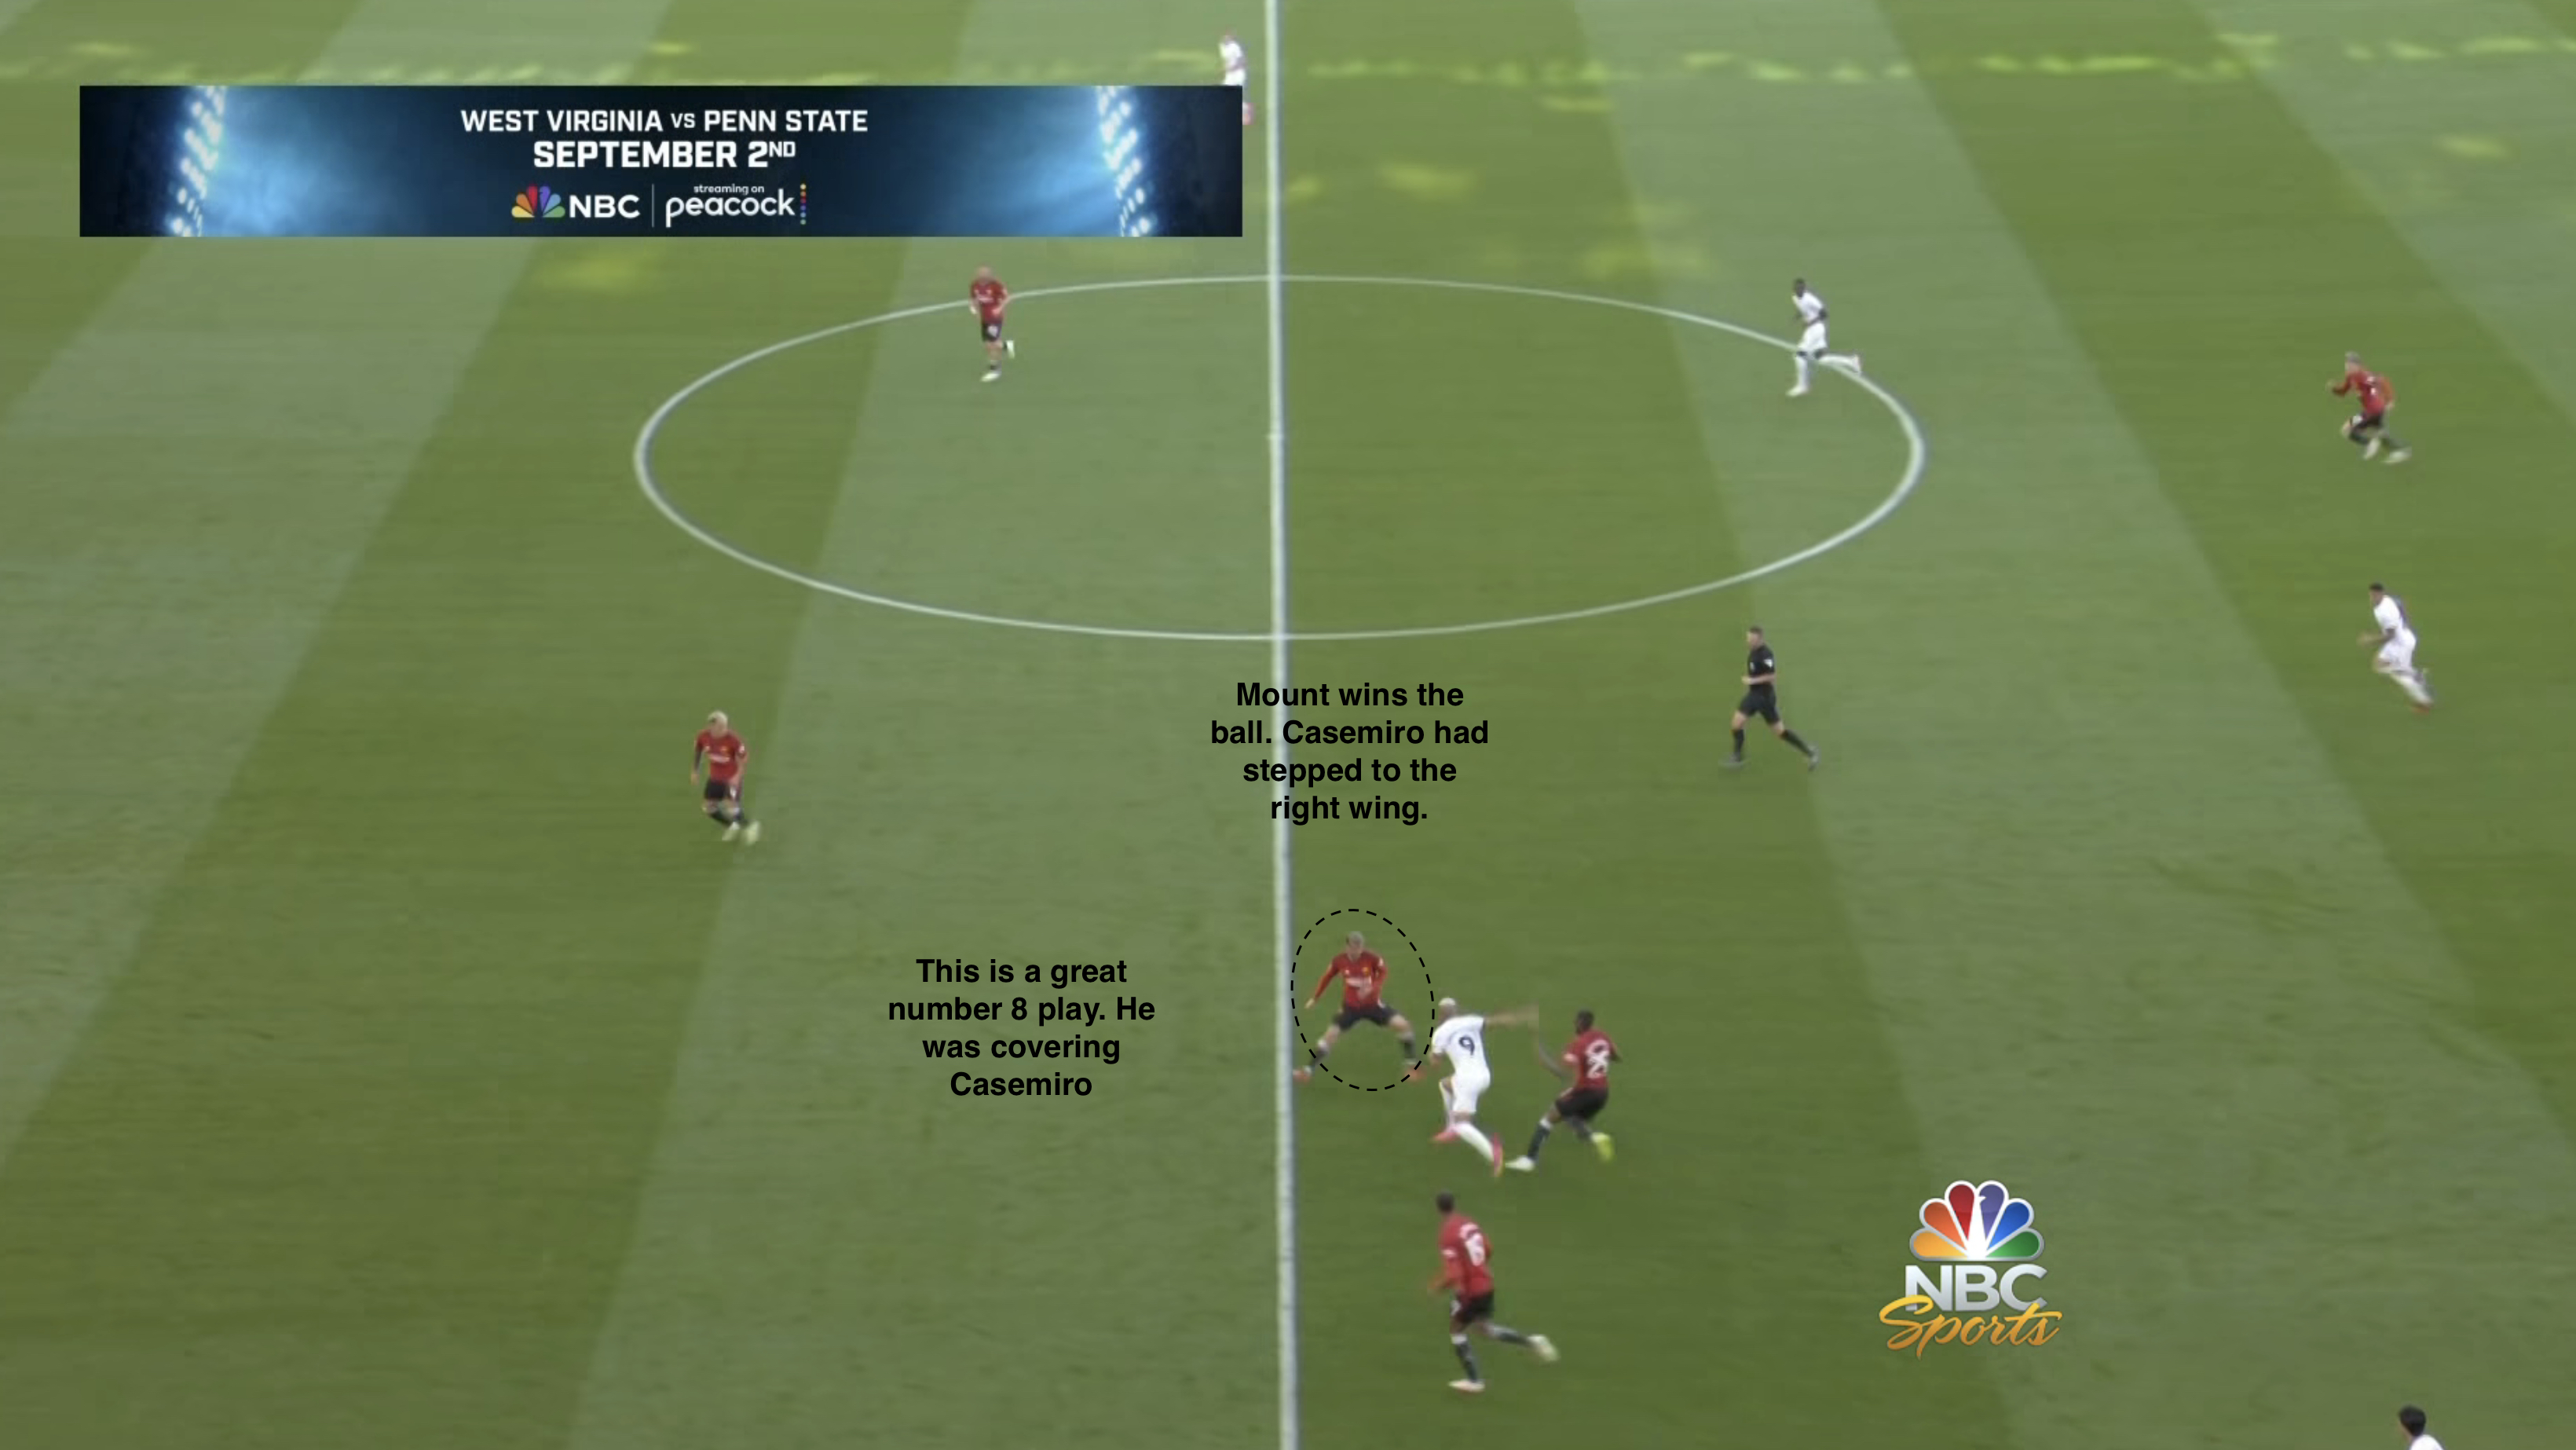 WEST VIRGINIA VS PENN STATE
SEPTEMBER 2ND
NBC
streaming on
peacock
Mount wins the
ball. Casemiro had
stepped to the
right wing.
This is a great
number 8 play. He
was covering
Casemiro
9
NBC
Sports